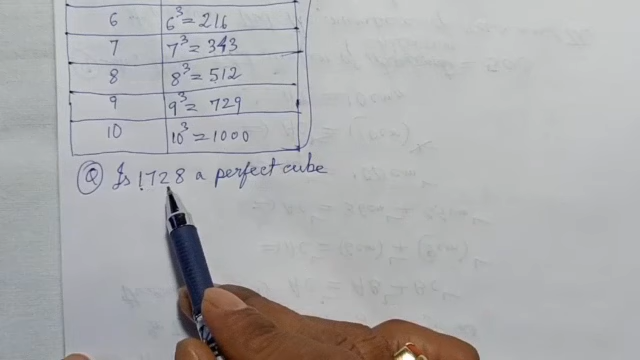 6 6³ = 216
7 7³ = 343
8 8³ = 512
9 9³ = 729
10 10³ = 1000
Q Is 1728 a perfect cube